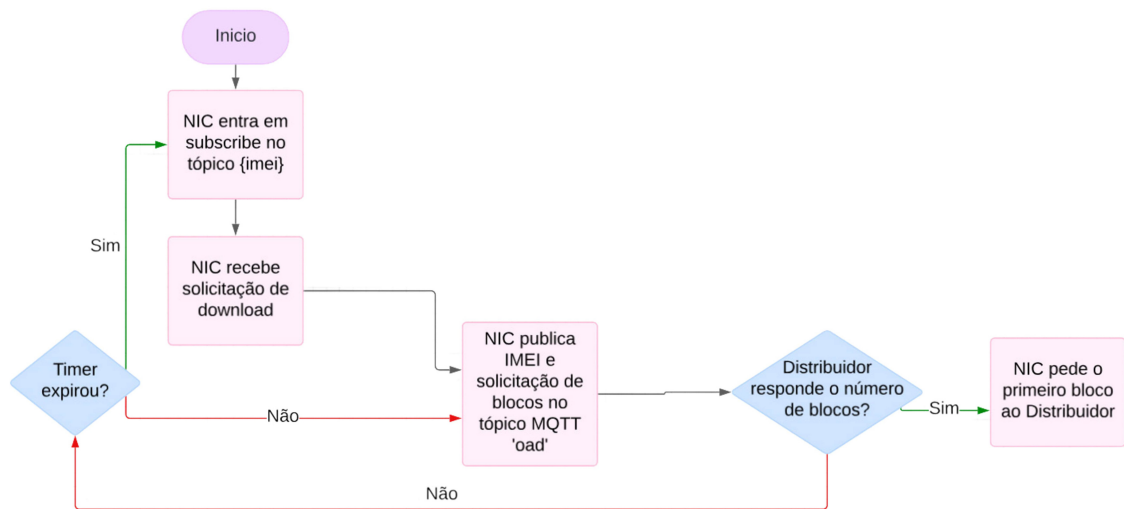 Inicio
NIC entra em
subscribe no
tópico {imei}
Sim
NIC recebe
solicitação de
download
Timer
expirou?
Não
NIC publica
IMEI e
solicitação de
blocos no
tópico MQTT
'oad'
Distribuidor
responde o número
de blocos?
Sim
NIC pede o
primeiro bloco
ao Distribuidor
Não